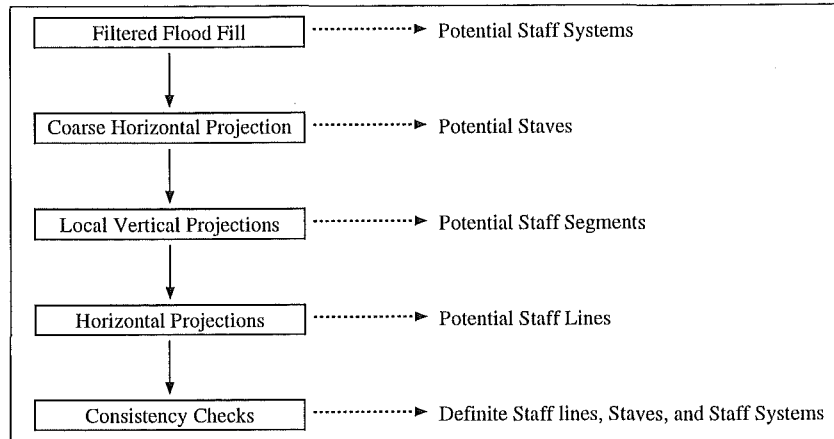 Filtered Flood Fill Potential Staff Systems
Coarse Horizontal Projection Potential Staves
Local Vertical Projections Potential Staff Segments
Horizontal Projections Potential Staff Lines
Consistency Checks Definite Staff lines, Staves, and Staff Systems